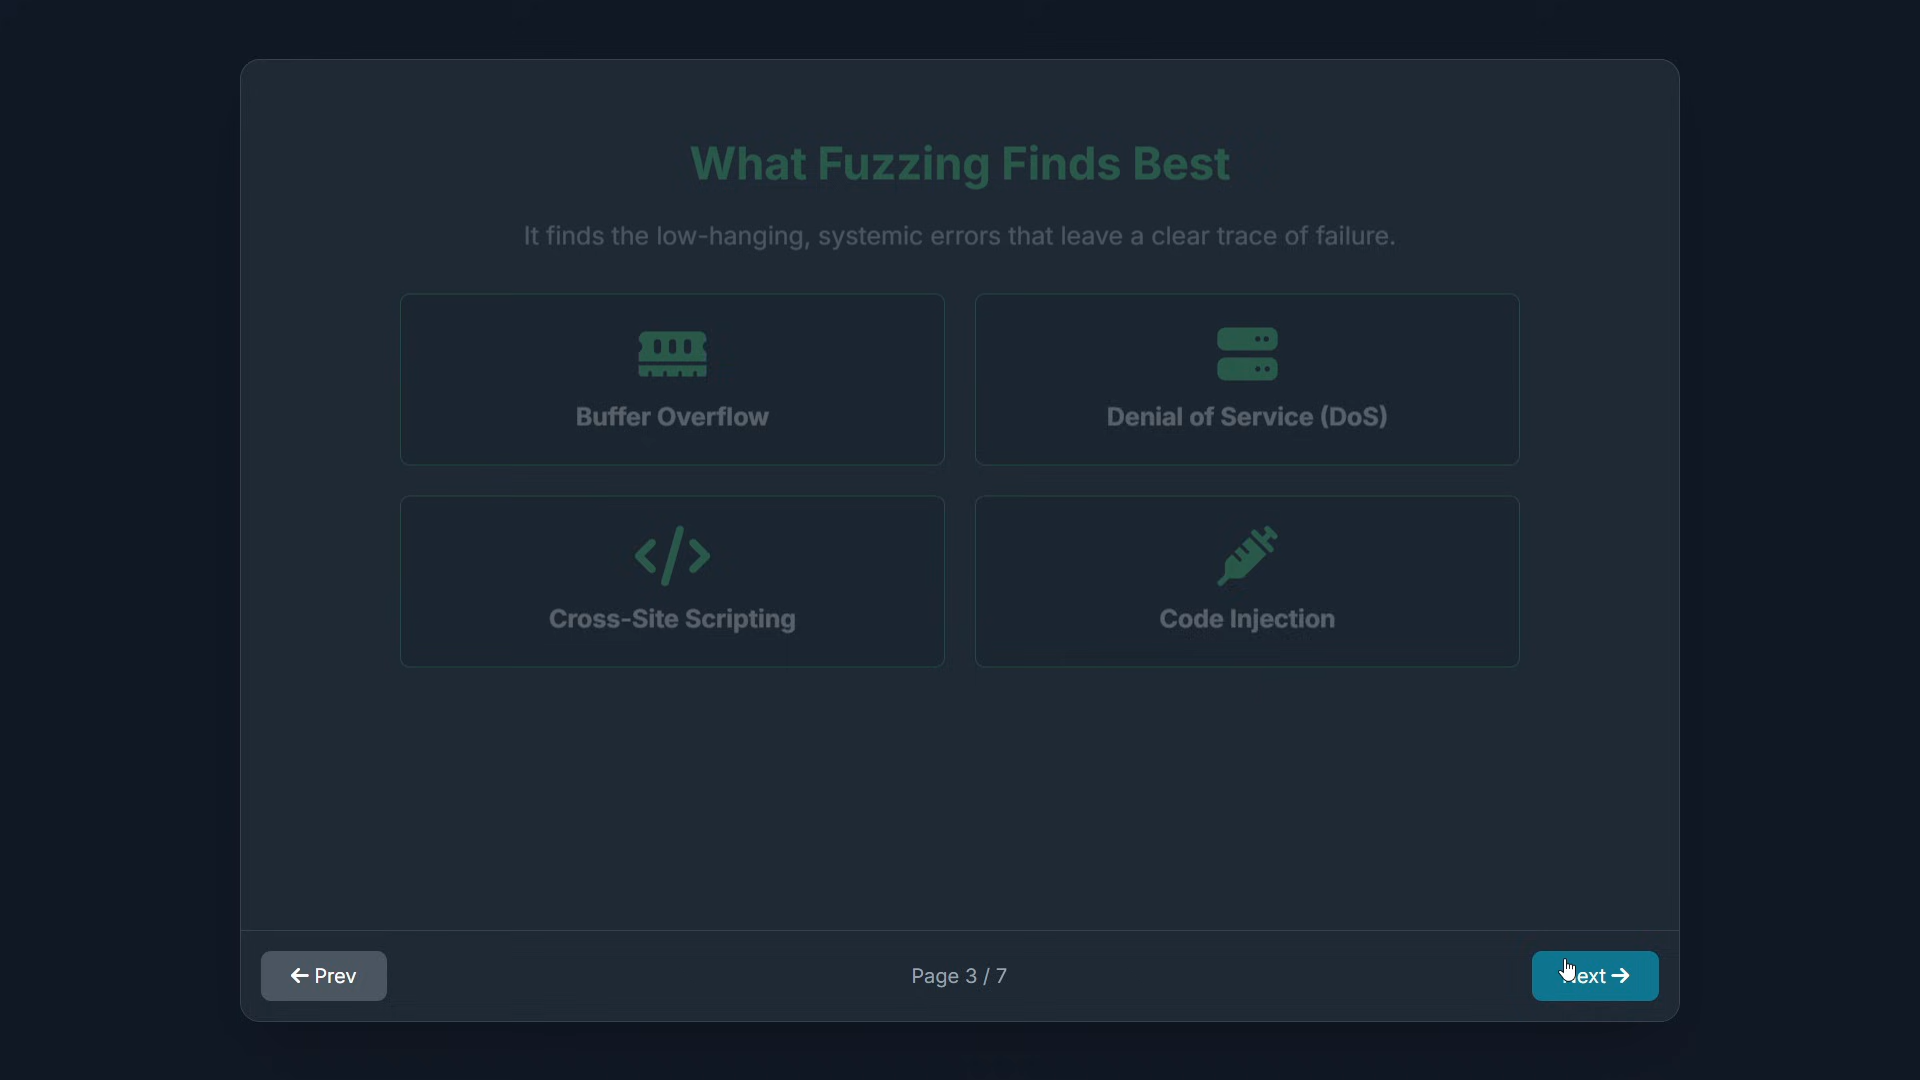 What Fuzzing Finds Best
It finds the low-hanging, systemic errors that leave a clear trace of failure.
Buffer Overflow
Denial of Service (DoS)
Cross-Site Scripting
Code Injection
← Prev
Page 3 / 7
Next →